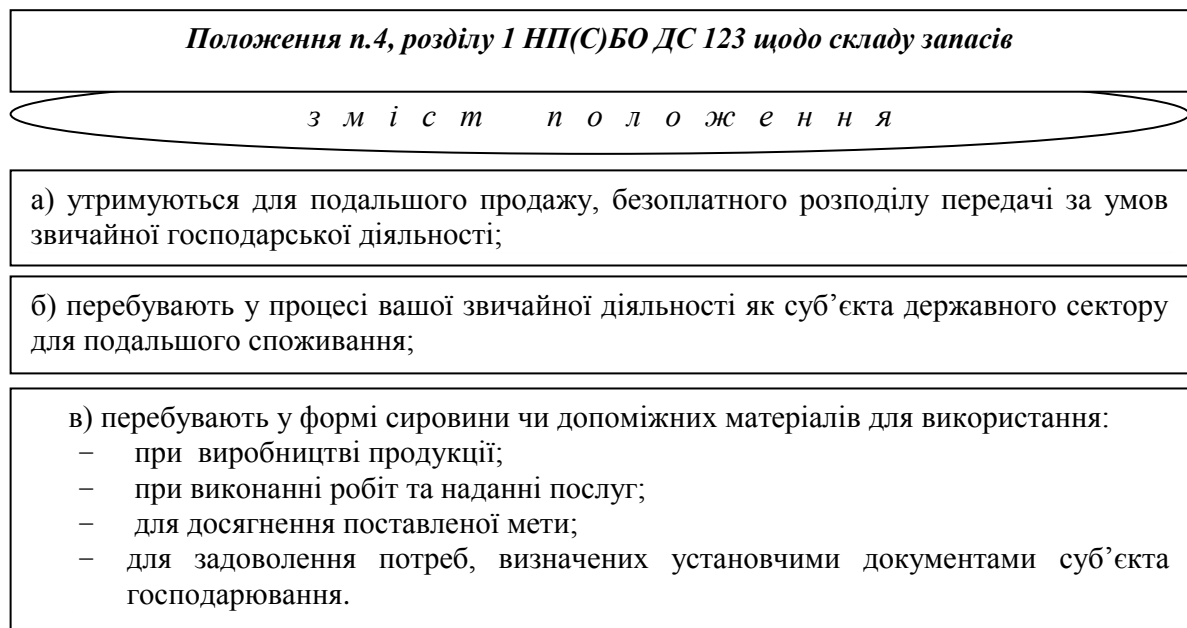 Положення п.4, розділу 1 НП(С)БО ДС 123 щодо складу запасів
з м і с т п о л о ж е н н я
а) утримуються для подальшого продажу, безоплатного розподілу передачі за умов
звичайної господарської діяльності;
б) перебувають у процесі вашої звичайної діяльності як суб’єкта державного сектору
для подальшого споживання;
в) перебувають у формі сировини чи допоміжних матеріалів для використання:
− при виробництві продукції;
− при виконанні робіт та наданні послуг;
− для досягнення поставленої мети;
− для задоволення потреб, визначених установчими документами суб’єкта
господарювання.